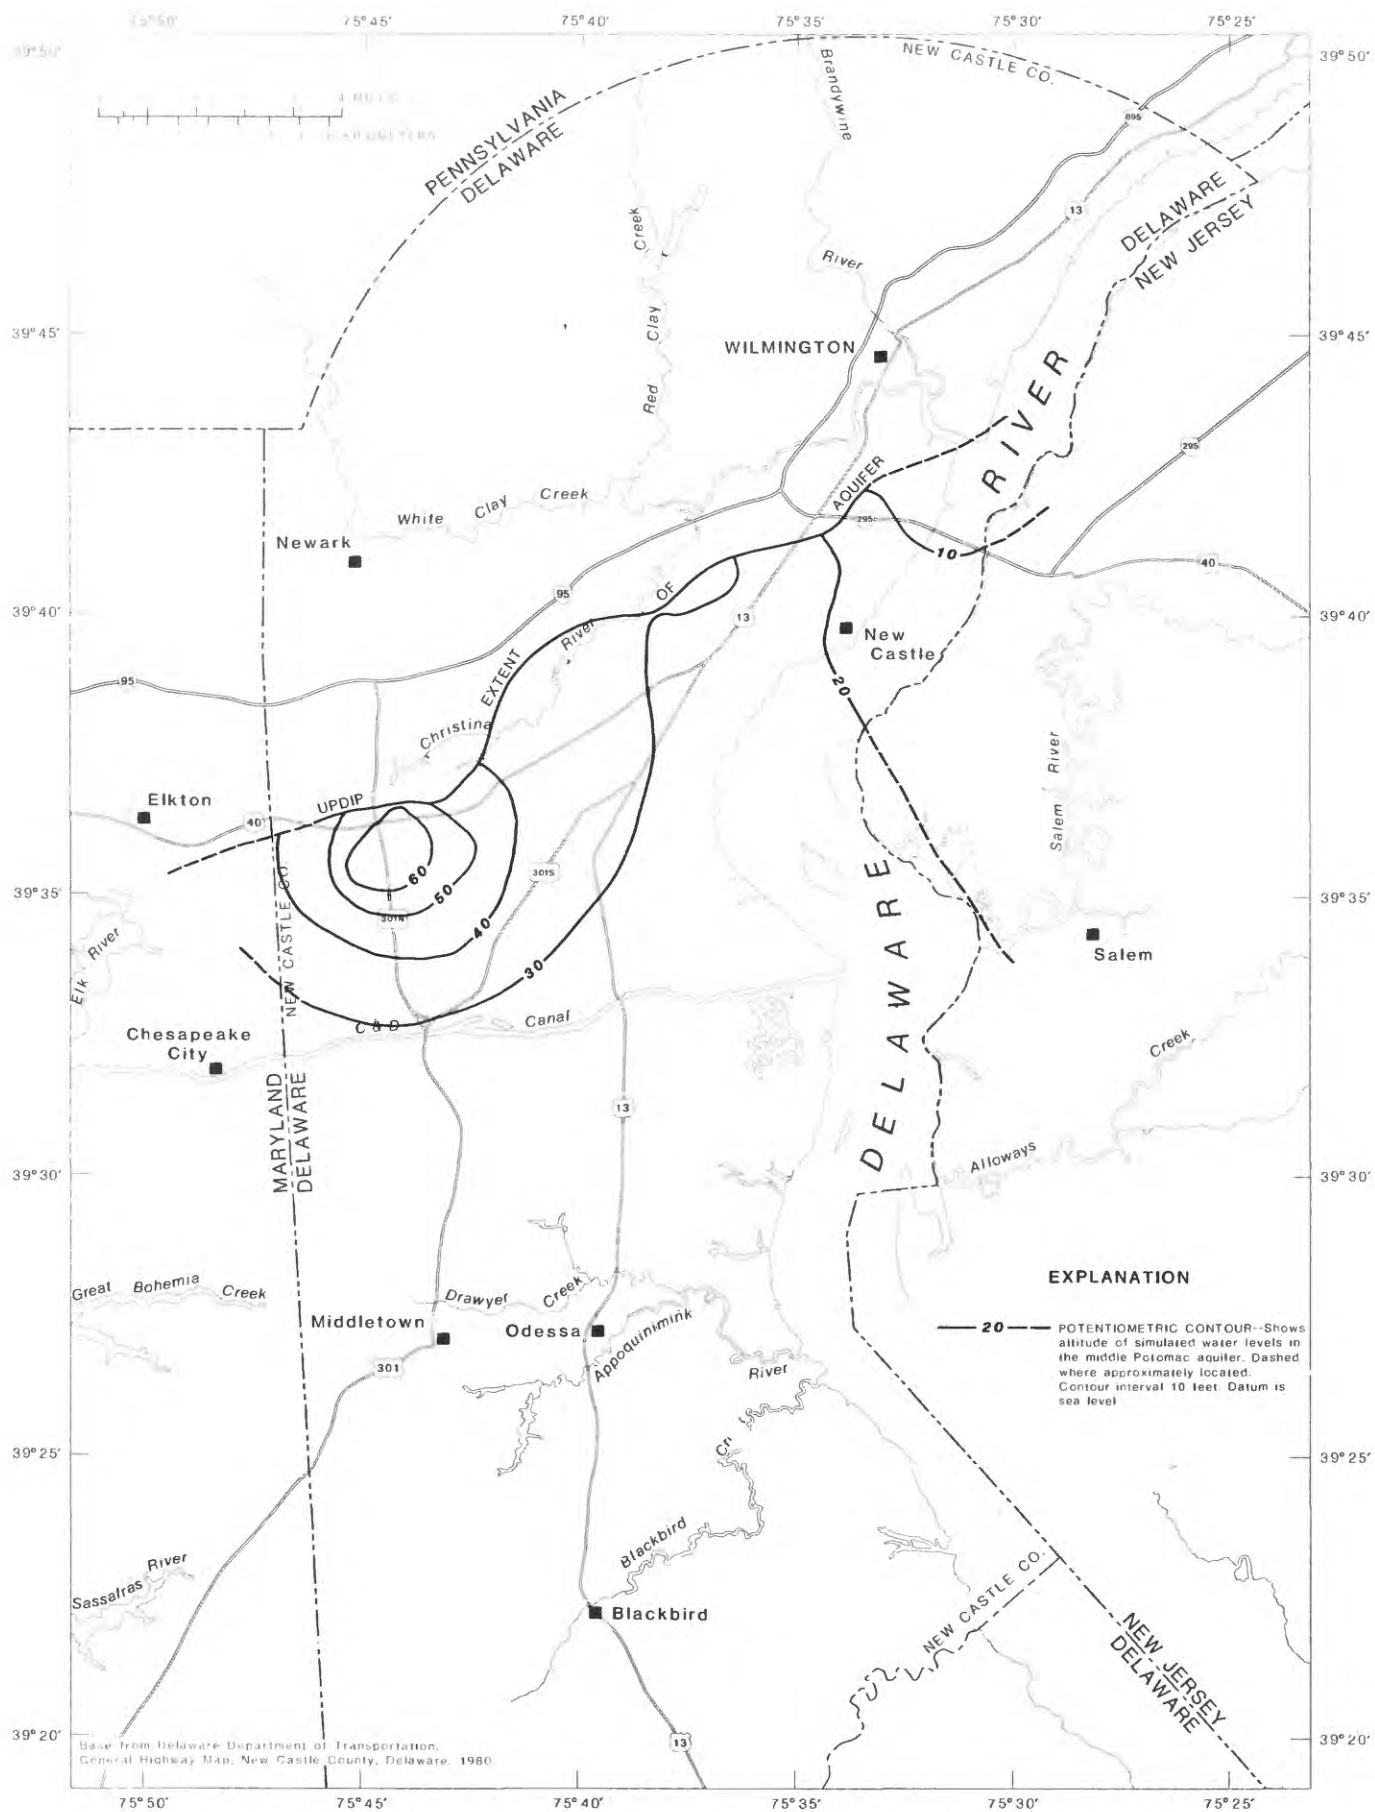 75°50' 75°45' 75°40' 75°35' 75°30' 75°25'
39°50' 39°50'
NEW CASTLE CO.
Brandywine
895
PENNSYLVANIA
DELAWARE
13
DELAWARE
NEW JERSEY
Red Clay Creek
River
39°45' 39°45'
WILMINGTON
RIVER
295
AQUIFER
White Clay Creek
295
Newark
10
40
95
OF
39°40' 39°40'
13
New
Castle
River
EXTENT
95
20
Christina
Salem River
Elkton
UPDIP
40
60
301S
39°35' 39°35'
50
301N
40
NEW CASTLE CO.
Elk River
Salem
30
C & D Canal
Chesapeake
City
Creek
DELAWARE
MARYLAND
DELAWARE
13
Alloways
39°30' 39°30'
EXPLANATION
Great Bohemia Creek
Drawyer Creek
Middletown
Odessa
Appoquinimink
River
20
POTENTIOMETRIC CONTOUR--Shows
altitude of simulated water levels in
the middle Potomac aquifer. Dashed
where approximately located.
Contour interval 10 feet. Datum is
sea level
301
39°25' 39°25'
Cr
Blackbird
Sassafras River
NEW CASTLE CO.
Blackbird
NEW JERSEY
DELAWARE
39°20' 39°20'
13
Base from Delaware Department of Transportation,
General Highway Map, New Castle County, Delaware. 1980
75°50' 75°45' 75°40' 75°35' 75°30' 75°25'